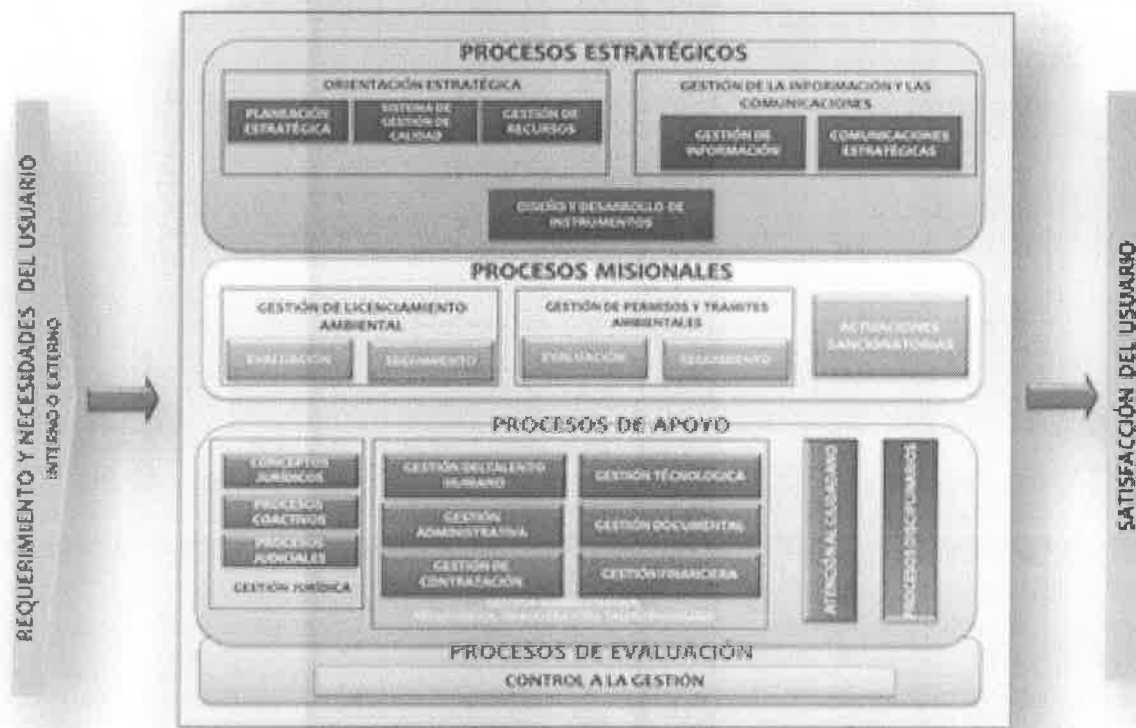 REQUERIMIENTO Y NECESIDADES DEL USUARIO
INTERNO O EXTERNO
PROCESOS ESTRATÉGICOS
ORIENTACIÓN ESTRATÉGICA
PLANEACIÓN
ESTRATÉGICA
SISTEMA DE
GESTIÓN DE
CALIDAD
GESTIÓN DE
RECURSOS
GESTIÓN DE LA INFORMACIÓN Y LAS
COMUNICACIONES
GESTIÓN DE
INFORMACIÓN
COMUNICACIONES
ESTRATÉGICAS
DISEÑO Y DESARROLLO DE
INSTRUMENTOS
PROCESOS MISIONALES
GESTIÓN DE LICENCIAMIENTO
AMBIENTAL
EVALUACIÓN
SEGUIMIENTO
GESTIÓN DE PERMISOS Y TRAMITES
AMBIENTALES
EVALUACIÓN
SEGUIMIENTO
ACTUACIONES
SANCIONATORIAS
PROCESOS DE APOYO
CONCEPTOS
JURÍDICOS
PROCESOS
COACTIVOS
PROCESOS
JUDICIALES
GESTIÓN JURÍDICA
GESTIÓN DEL TALENTO
HUMANO
GESTIÓN
ADMINISTRATIVA
GESTIÓN DE
CONTRATACIÓN
GESTIÓN TÉCNOLOGICA
GESTIÓN DOCUMENTAL
GESTIÓN FINANCIERA
ATENCIÓN AL CIUDADANO
PROCESOS DISCIPLINARIOS
PROCESOS DE EVALUACIÓN
CONTROL A LA GESTIÓN
SATISFACCIÓN DEL USUARIO